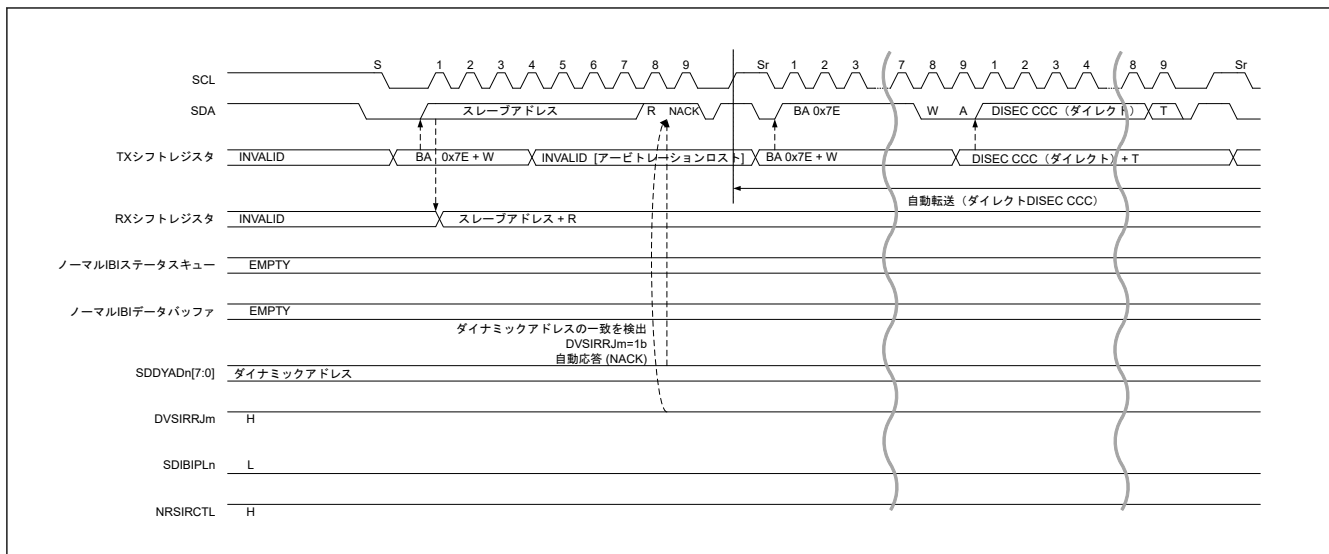 S 1 2 3 4 5 6 7 8 9 Sr 1 2 3 7 8 9 1 2 3 4 8 9 Sr
SCL
SDA スレーブアドレス R NACK BA 0x7E W A DISEC CCC（ダイレクト） T
TXシフトレジスタ INVALID BA 0x7E + W INVALID [アービトレーションロスト] BA 0x7E + W DISEC CCC（ダイレクト）+ T
自動転送（ダイレクトDISEC CCC）
RXシフトレジスタ INVALID スレーブアドレス + R
ノーマルIBIステータスキュー EMPTY
ノーマルIBIデータバッファ EMPTY
ダイナミックアドレスの一致を検出
DVSIRRJm=1b
自動応答 (NACK)
SDDYADn[7:0] ダイナミックアドレス
DVSIRRJm H
SDIBIPLn L
NRSIRCTL H